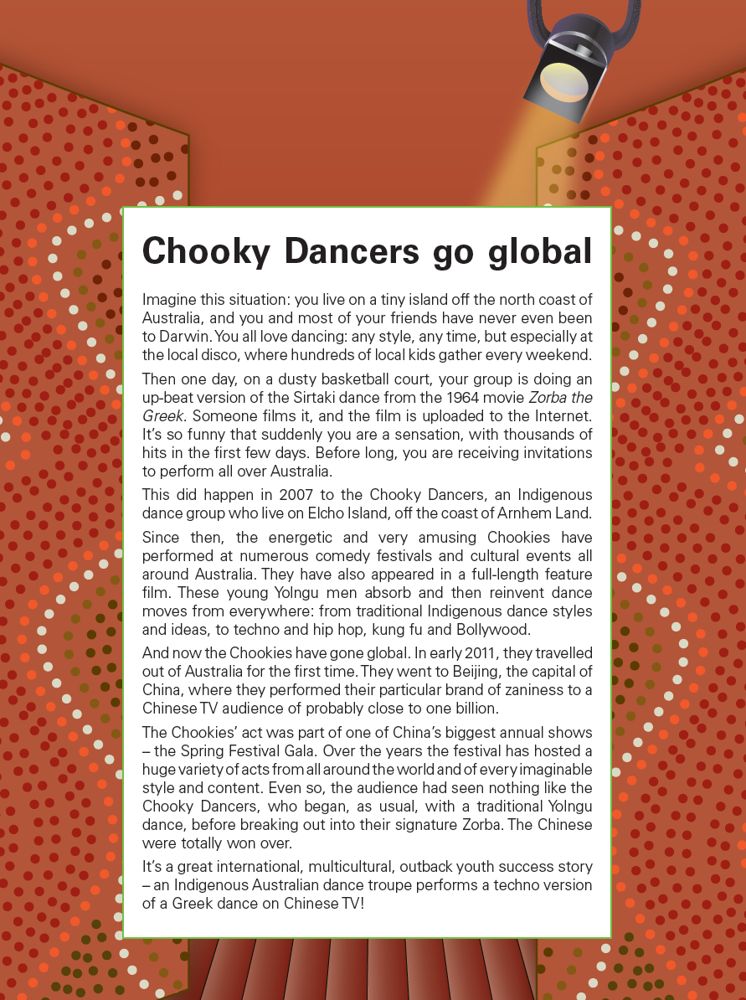 Chooky Dancers go global
Imagine this situation: you live on a tiny island off the north coast of
Australia, and you and most of your friends have never even been
to Darwin. You all love dancing: any style, any time, but especially at
the local disco, where hundreds of local kids gather every weekend.
Then one day, on a dusty basketball court, your group is doing an
up-beat version of the Sirtaki dance from the 1964 movie Zorba the
Greek. Someone films it, and the film is uploaded to the Internet.
It’s so funny that suddenly you are a sensation, with thousands of
hits in the first few days. Before long, you are receiving invitations
to perform all over Australia.
This did happen in 2007 to the Chooky Dancers, an Indigenous
dance group who live on Elcho Island, off the coast of Arnhem Land.
Since then, the energetic and very amusing Chookies have
performed at numerous comedy festivals and cultural events all
around Australia. They have also appeared in a full-length feature
film. These young Yolngu men absorb and then reinvent dance
moves from everywhere: from traditional Indigenous dance styles
and ideas, to techno and hip hop, kung fu and Bollywood.
And now the Chookies have gone global. In early 2011, they travelled
out of Australia for the first time. They went to Beijing, the capital of
China, where they performed their particular brand of zaniness to a
Chinese TV audience of probably close to one billion.
The Chookies’ act was part of one of China’s biggest annual shows
– the Spring Festival Gala. Over the years the festival has hosted a
huge variety of acts from all around the world and of every imaginable
style and content. Even so, the audience had seen nothing like the
Chooky Dancers, who began, as usual, with a traditional Yolngu
dance, before breaking out into their signature Zorba. The Chinese
were totally won over.
It’s a great international, multicultural, outback youth success story
– an Indigenous Australian dance troupe performs a techno version
of a Greek dance on Chinese TV!